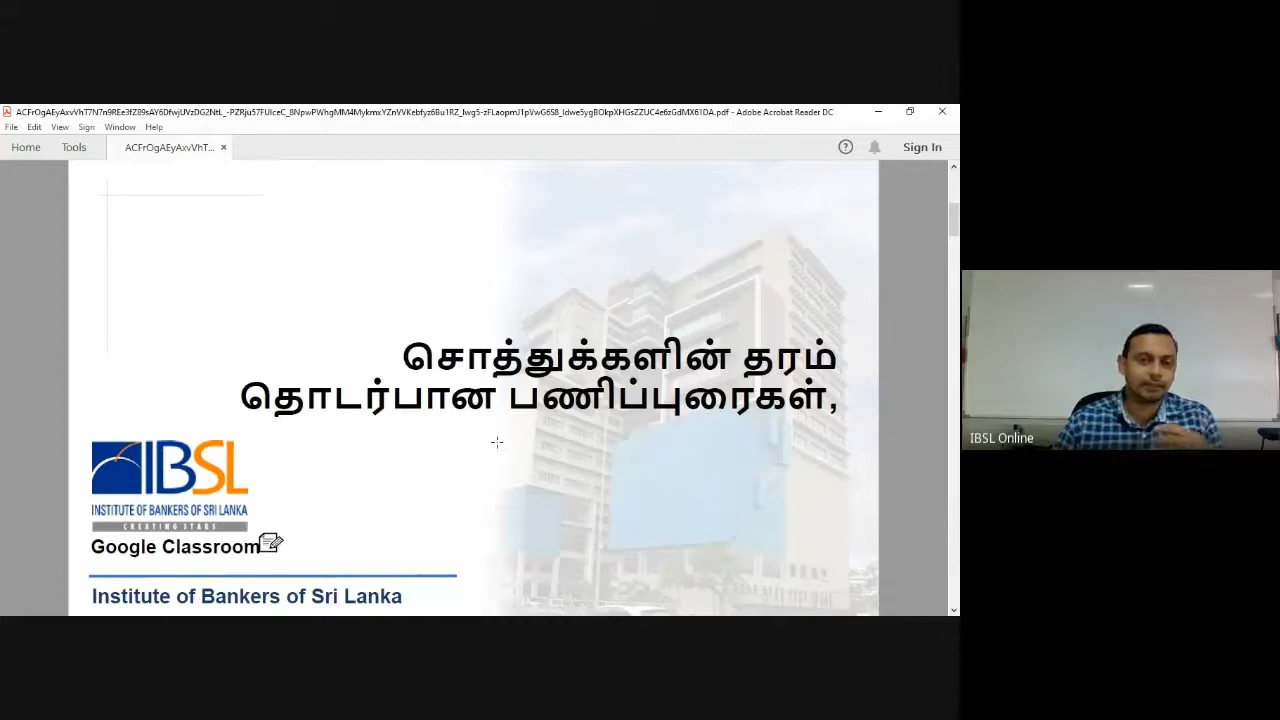 File Edit View Sign Window Help
Home Tools ACFrOgAEyAxvVhT... × Sign In
சொத்துக்களின் தரம்
தொடர்பான பணிப்புரைகள்,
IBSL
INSTITUTE OF BANKERS OF SRI LANKA
CREATING STARS
Google Classroom
Institute of Bankers of Sri Lanka
IBSL Online